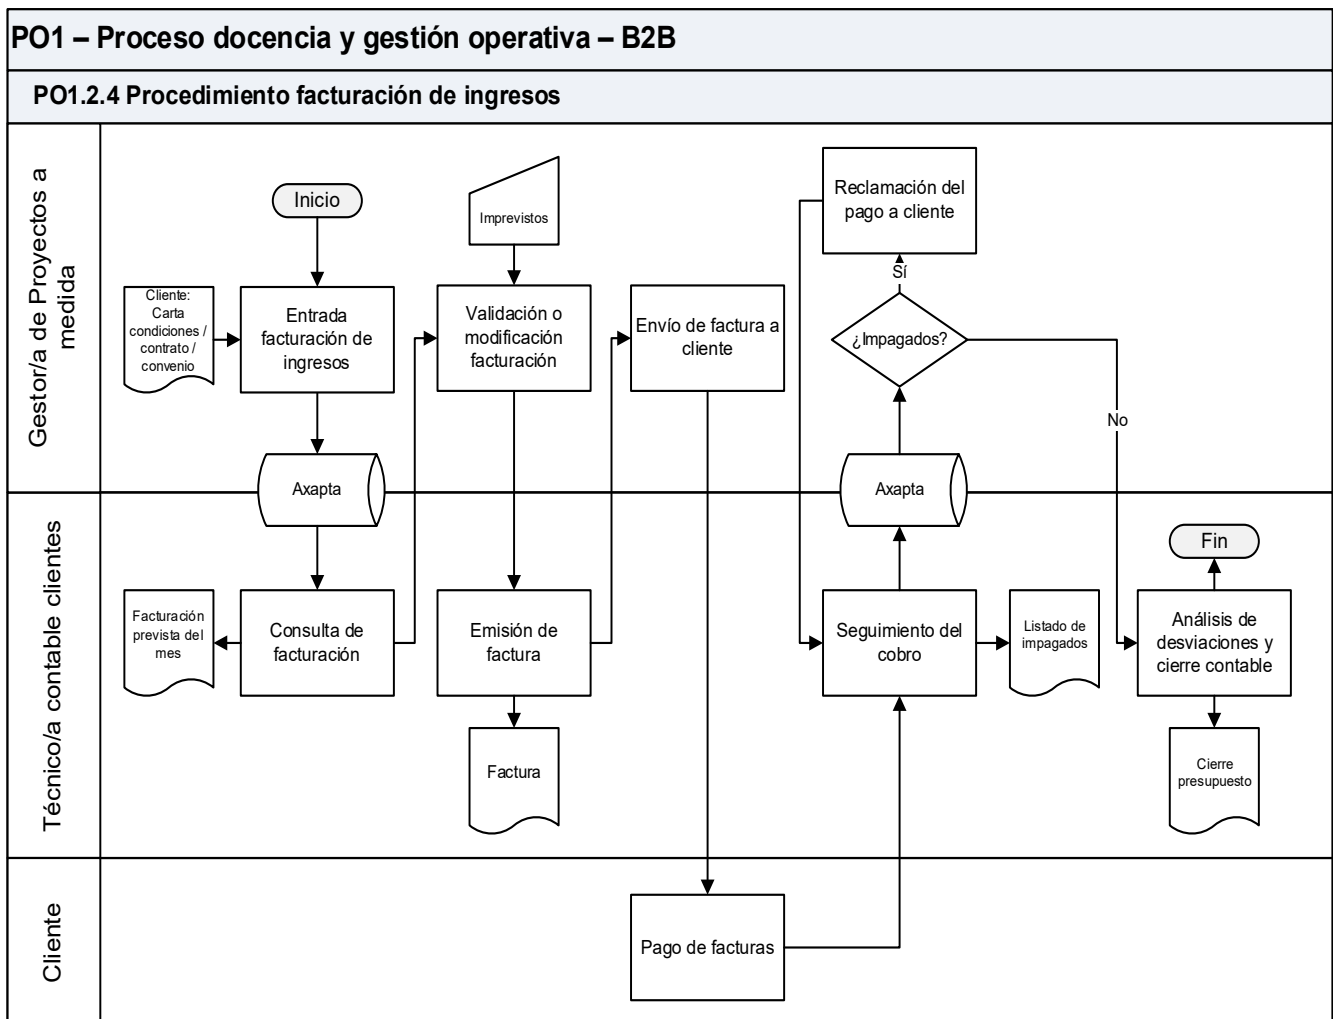 PO1 – Proceso docencia y gestión operativa – B2B
PO1.2.4 Procedimiento facturación de ingresos
Gestor/a de Proyectos a
medida
Inicio
Cliente:
Carta
condiciones /
contrato /
convenio
Entrada
facturación de
ingresos
Imprevistos
Validación o
modificación
facturación
Envío de factura a
cliente
Reclamación del
pago a cliente
Sí
¿Impagados?
No
Axapta
Axapta
Técnico/a contable clientes
Facturación
prevista del
mes
Consulta de
facturación
Emisión de
factura
Factura
Seguimiento del
cobro
Listado de
impagados
Fin
Análisis de
desviaciones y
cierre contable
Cierre
presupuesto
Cliente
Pago de facturas